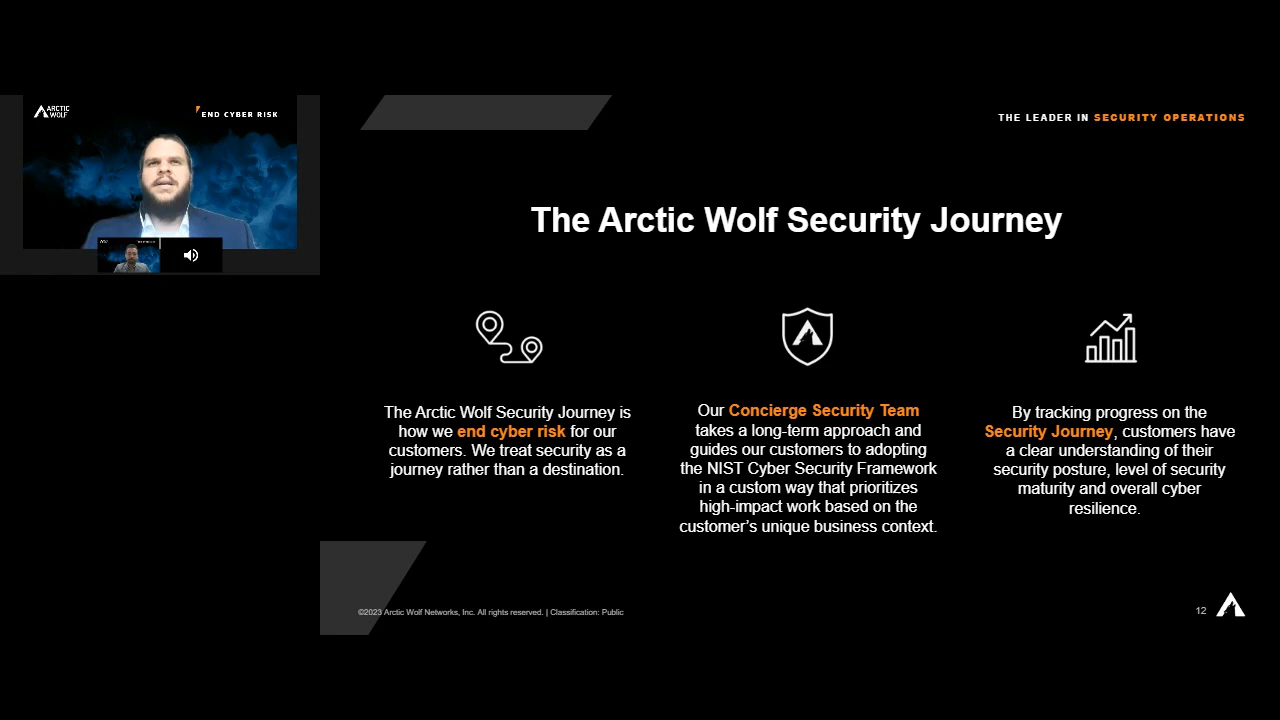 ARCTIC
WOLF
END CYBER RISK
THE LEADER IN SECURITY OPERATIONS
The Arctic Wolf Security Journey
The Arctic Wolf Security Journey is
how we end cyber risk for our
customers. We treat security as a
journey rather than a destination.
Our Concierge Security Team
takes a long-term approach and
guides our customers to adopting
the NIST Cyber Security Framework
in a custom way that prioritizes
high-impact work based on the
customer’s unique business context.
By tracking progress on the
Security Journey, customers have
a clear understanding of their
security posture, level of security
maturity and overall cyber
resilience.
©2023 Arctic Wolf Networks, Inc. All rights reserved. | Classification: Public
12